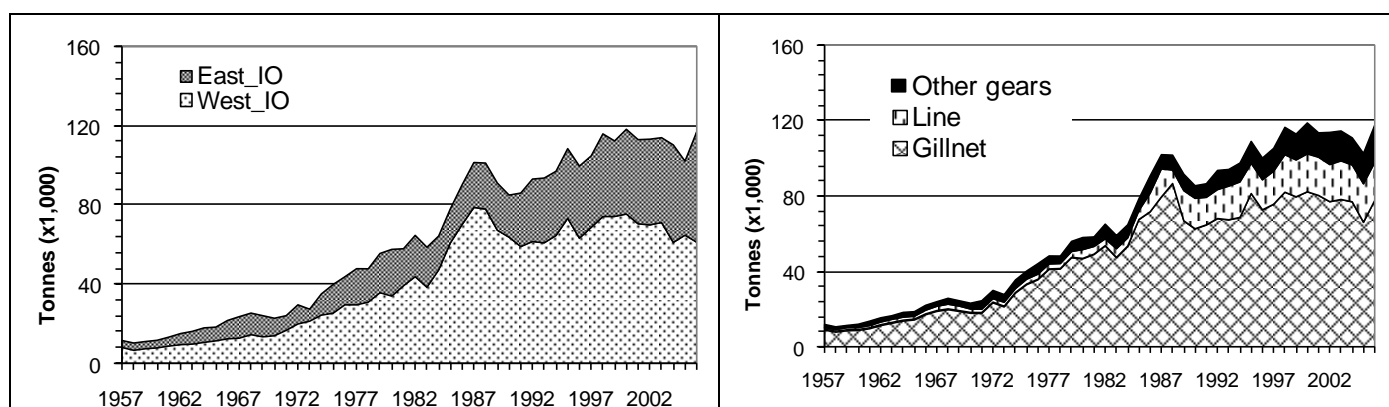 160
120
80
40
0
Tonnes (x1,000)
East_IO
West_IO
1957 1962 1967 1972 1977 1982 1987 1992 1997 2002
160
120
80
40
0
Tonnes (x1,000)
Other gears
Line
Gillnet
1957 1962 1967 1972 1977 1982 1987 1992 1997 2002